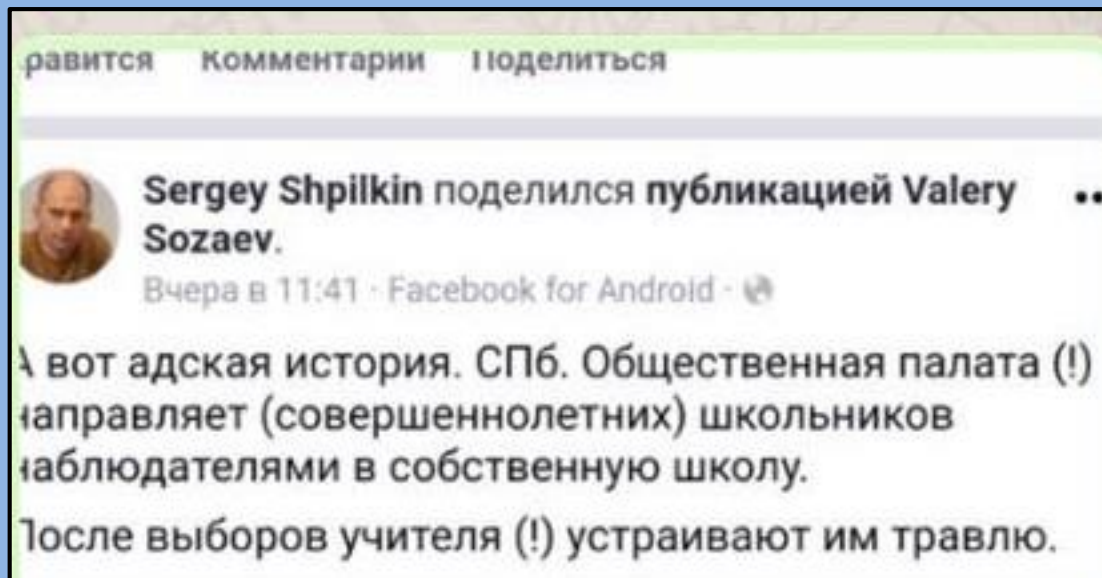 равится Комментарии Поделиться
Sergey Shpilkin поделился публикацией Valery
Sozaev.
Вчера в 11:41 · Facebook for Android ·
А вот адская история. СПб. Общественная палата (!)
направляет (совершеннолетних) школьников
наблюдателями в собственную школу.
После выборов учителя (!) устраивают им травлю.